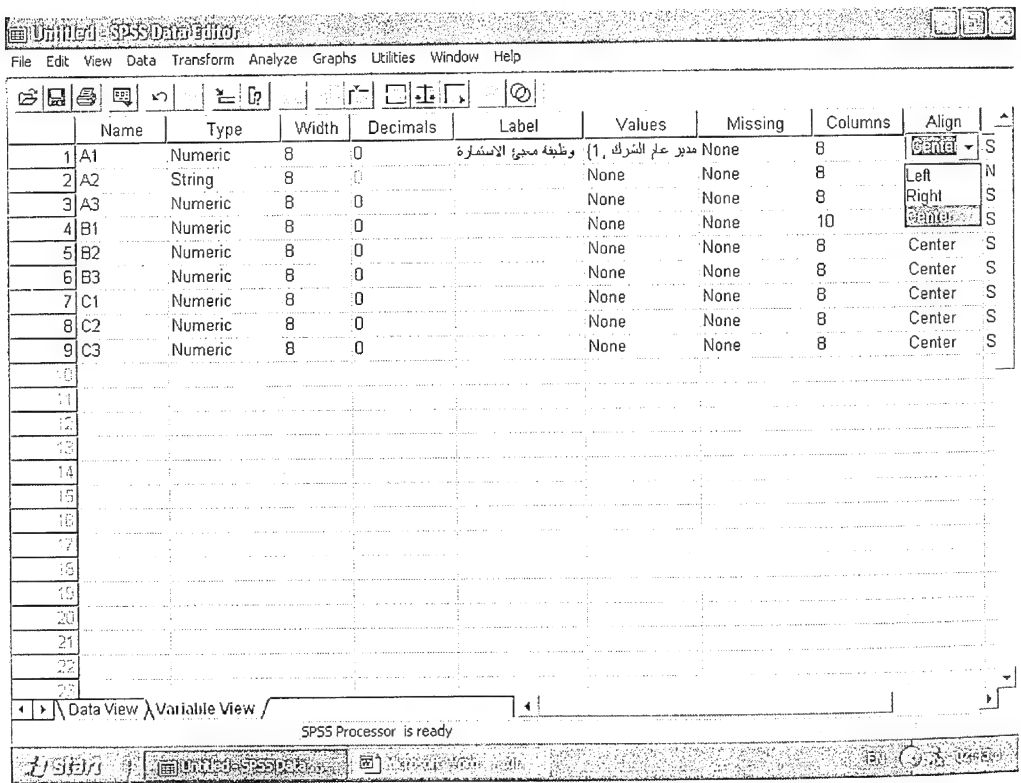 Untitled - SPSS Data Editor
File Edit View Data Transform Analyze Graphs Utilities Window Help
Name Type Width Decimals Label Values Missing Columns Align
1 A1 Numeric 8 0 وظيفة معبئ الاستمارة {1, مدير عام الشرك None 8 Center S
2 A2 String 8 0 None None 8 Left N
3 A3 Numeric 8 0 None None 8 Right S
4 B1 Numeric 8 0 None None 10 Center S
5 B2 Numeric 8 0 None None 8 Center S
6 B3 Numeric 8 0 None None 8 Center S
7 C1 Numeric 8 0 None None 8 Center S
8 C2 Numeric 8 0 None None 8 Center S
9 C3 Numeric 8 0 None None 8 Center S
10
11
12
13
14
15
16
17
18
19
20
21
22
23
Data View Variable View
SPSS Processor is ready
Start Untitled - SPSS Data ... EN